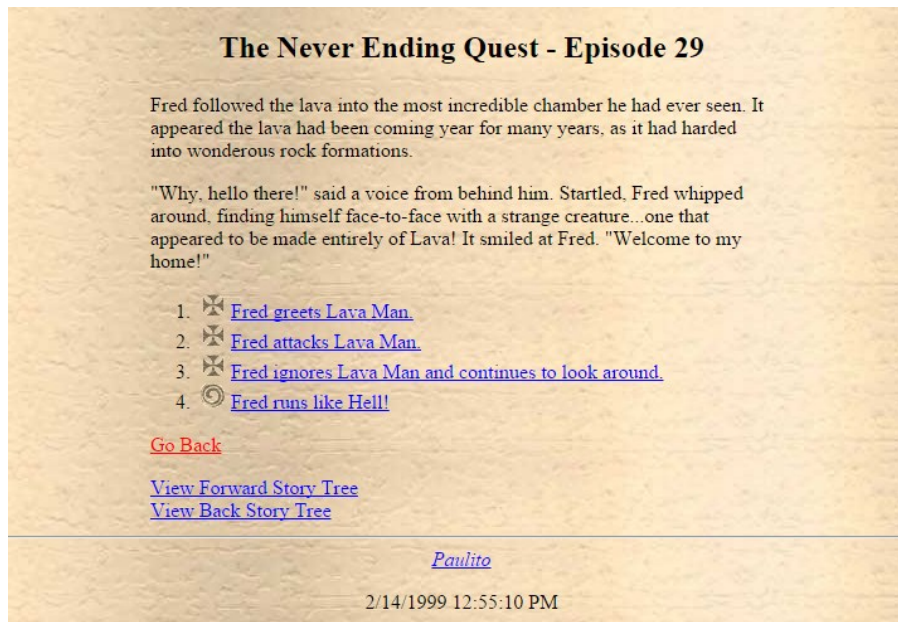 The Never Ending Quest - Episode 29
Fred followed the lava into the most incredible chamber he had ever seen. It
appeared the lava had been coming year for many years, as it had harded
into wonderous rock formations.
"Why, hello there!" said a voice from behind him. Startled, Fred whipped
around, finding himself face-to-face with a strange creature...one that
appeared to be made entirely of Lava! It smiled at Fred. "Welcome to my
home!"
1. Fred greets Lava Man.
2. Fred attacks Lava Man.
3. Fred ignores Lava Man and continues to look around.
4. Fred runs like Hell!
Go Back
View Forward Story Tree
View Back Story Tree
Paulito
2/14/1999 12:55:10 PM